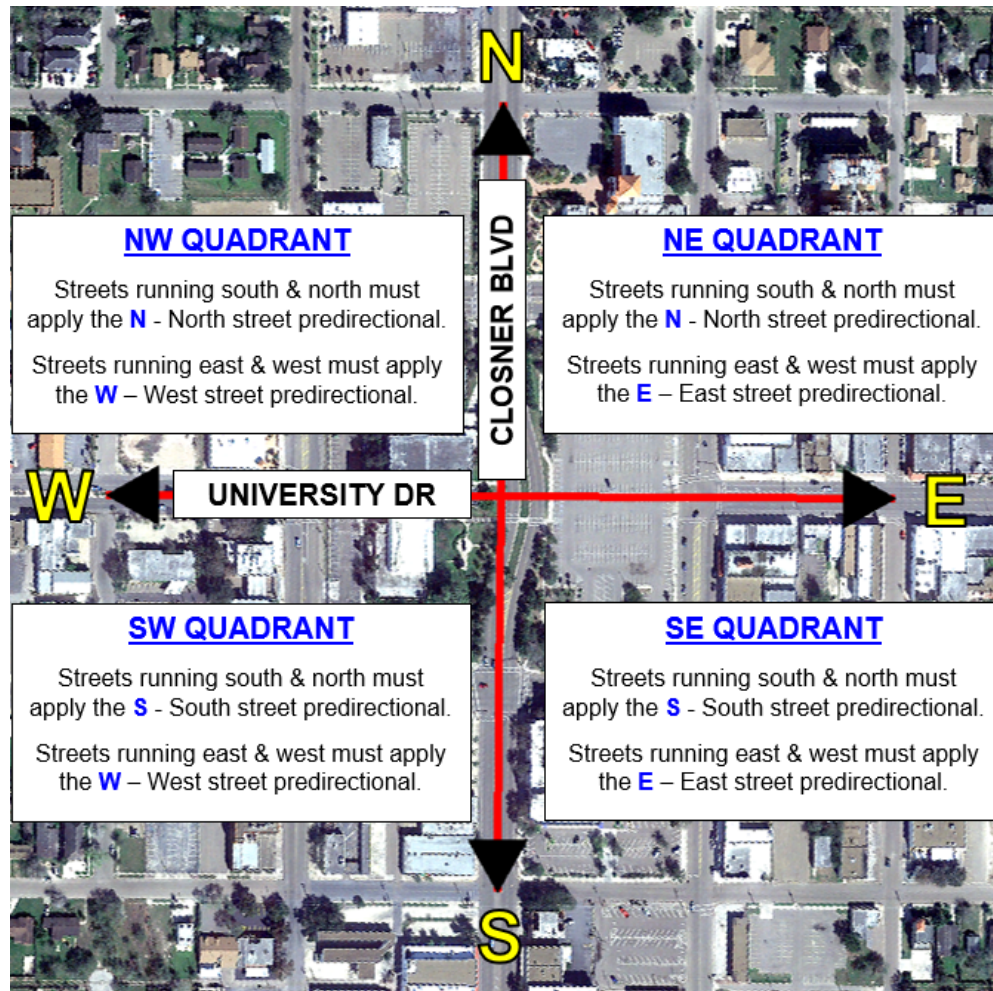 N
CLOSNER BLVD
NW QUADRANT
Streets running south & north must
apply the N - North street predirectional.
Streets running east & west must apply
the W – West street predirectional.
NE QUADRANT
Streets running south & north must
apply the N - North street predirectional.
Streets running east & west must apply
the E – East street predirectional.
W
UNIVERSITY DR
E
SW QUADRANT
Streets running south & north must
apply the S - South street predirectional.
Streets running east & west must apply
the W – West street predirectional.
SE QUADRANT
Streets running south & north must
apply the S - South street predirectional.
Streets running east & west must apply
the E – East street predirectional.
S